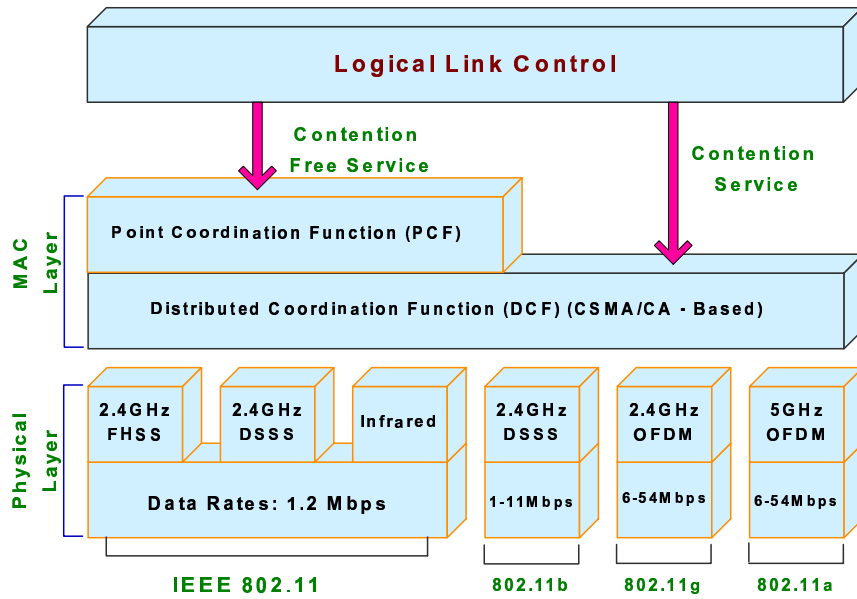 Logical Link Control
Contention
Free Service
Contention
Service
MAC
Layer
Point Coordination Function (PCF)
Distributed Coordination Function (DCF) (CSMA/CA - Based)
Physical
Layer
2.4GHz
FHSS
2.4GHz
DSSS
Infrared
2.4GHz
DSSS
2.4GHz
OFDM
5GHz
OFDM
Data Rates: 1.2 Mbps
1-11Mbps
6-54Mbps
6-54Mbps
IEEE 802.11
802.11b
802.11g
802.11a